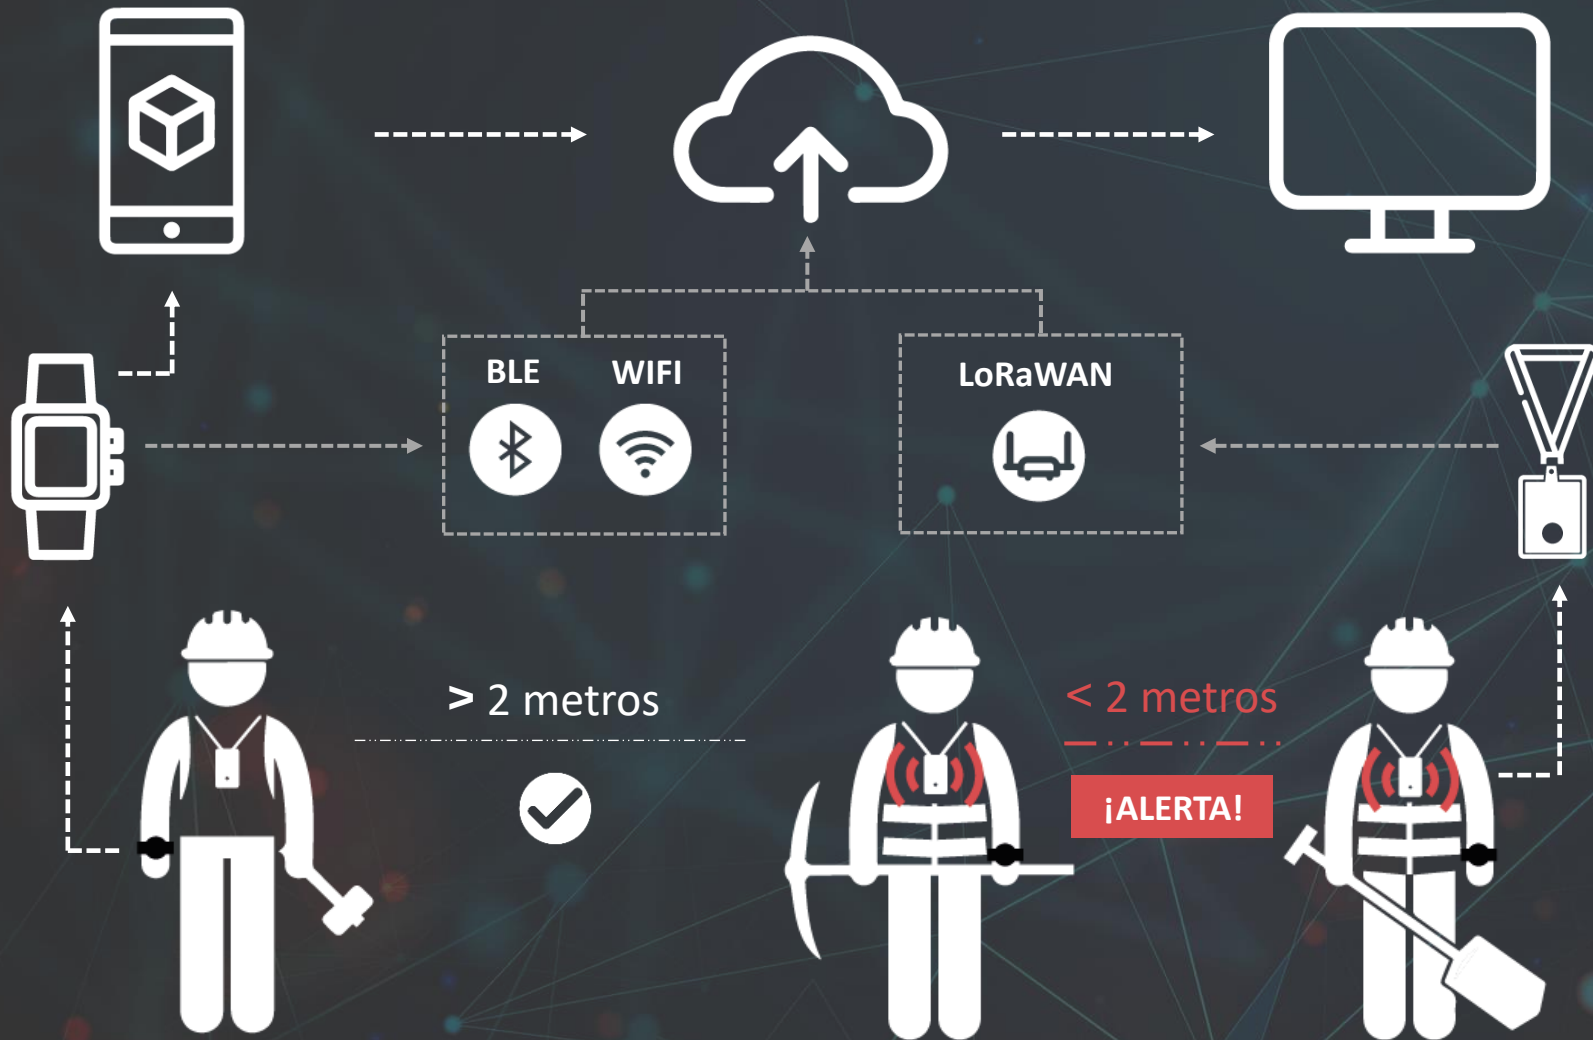 BLE
WIFI
LoRaWAN
> 2 metros
< 2 metros
¡ALERTA!